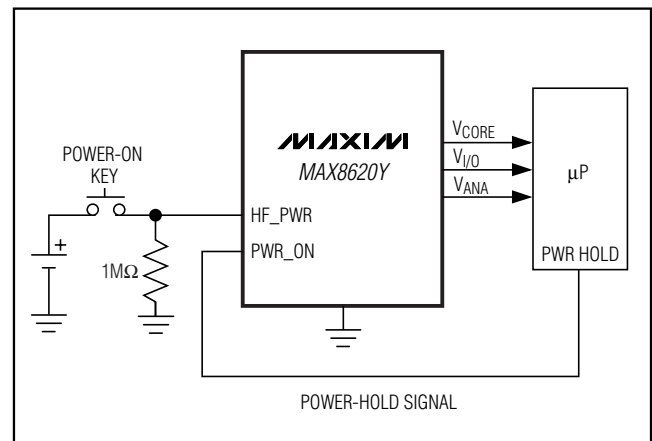 MAXIM
MAX8620Y
POWER-ON
KEY
+
1MΩ
HF_PWR
PWR_ON
VCORE
VI/O
VANA
μP
PWR HOLD
POWER-HOLD SIGNAL